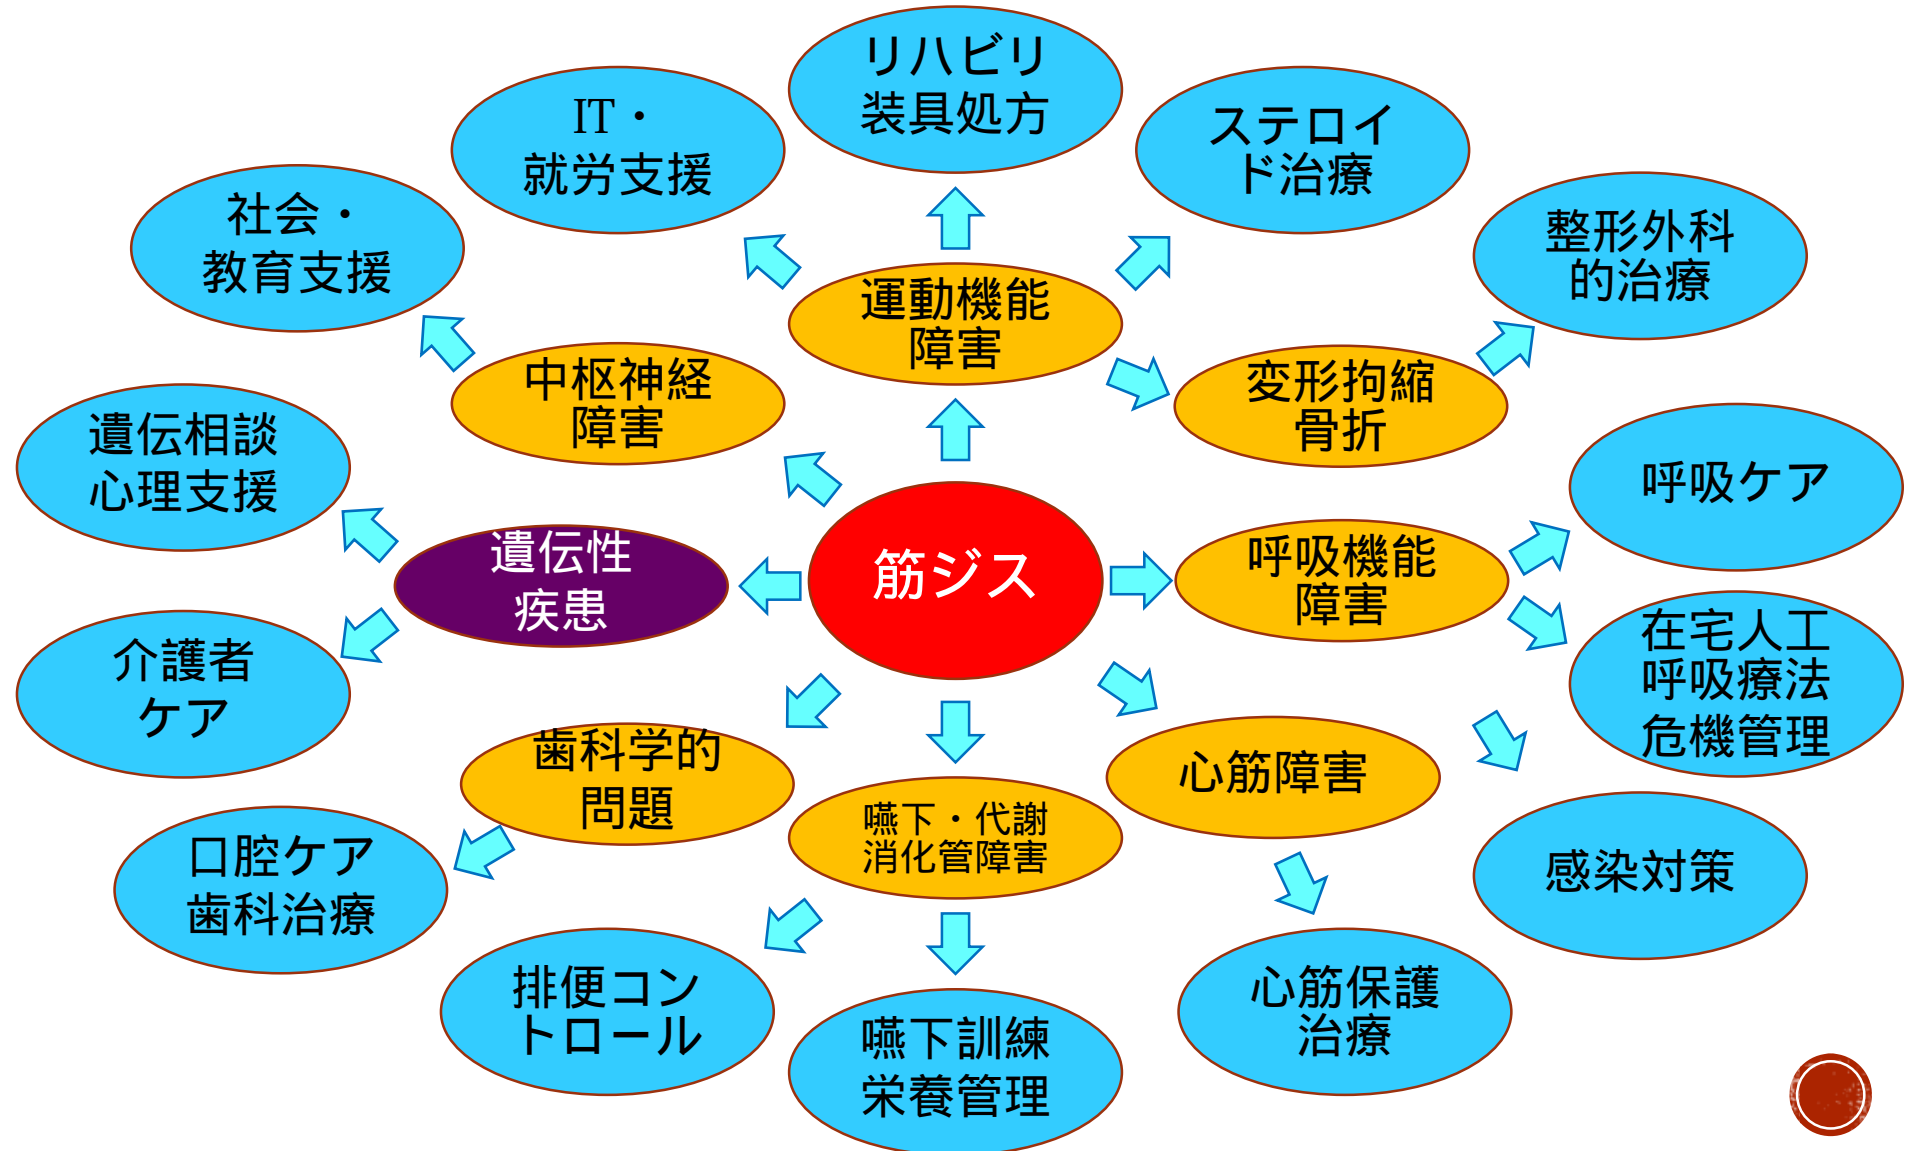 リハビリ
装具処方
IT・
就労支援
ステロイ
ド治療
社会・
教育支援
整形外科
的治療
運動機能
障害
中枢神経
障害
変形拘縮
骨折
遺伝相談
心理支援
呼吸ケア
遺伝性
疾患
筋ジス
呼吸機能
障害
介護者
ケア
在宅人工
呼吸療法
危機管理
歯科学的
問題
嚥下・代謝
消化管障害
心筋障害
口腔ケア
歯科治療
感染対策
排便コン
トロール
嚥下訓練
栄養管理
心筋保護
治療